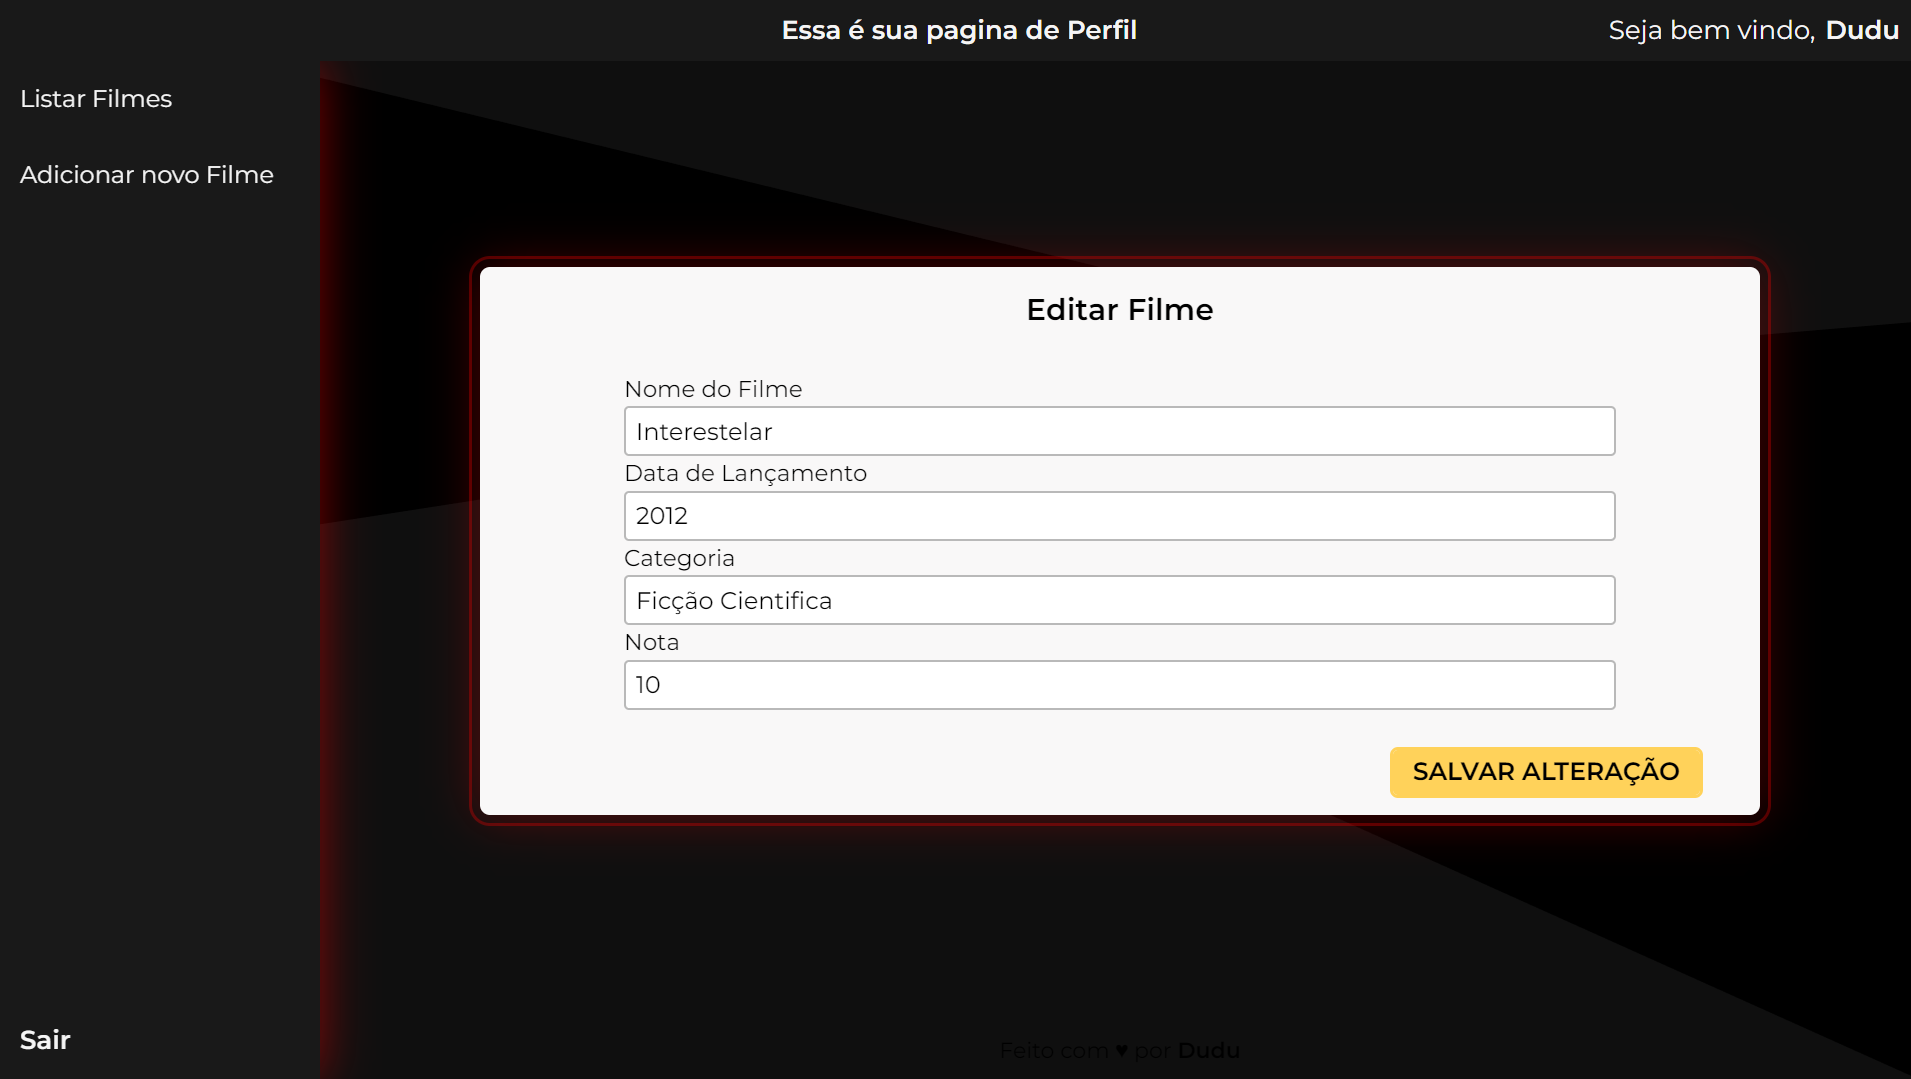 Essa é sua pagina de Perfil
Seja bem vindo, Dudu
Listar Filmes
Adicionar novo Filme
Editar Filme
Nome do Filme
Interestelar
Data de Lançamento
2012
Categoria
Ficção Cientifica
Nota
10
SALVAR ALTERAÇÃO
Sair
Feito com ♥ por Dudu